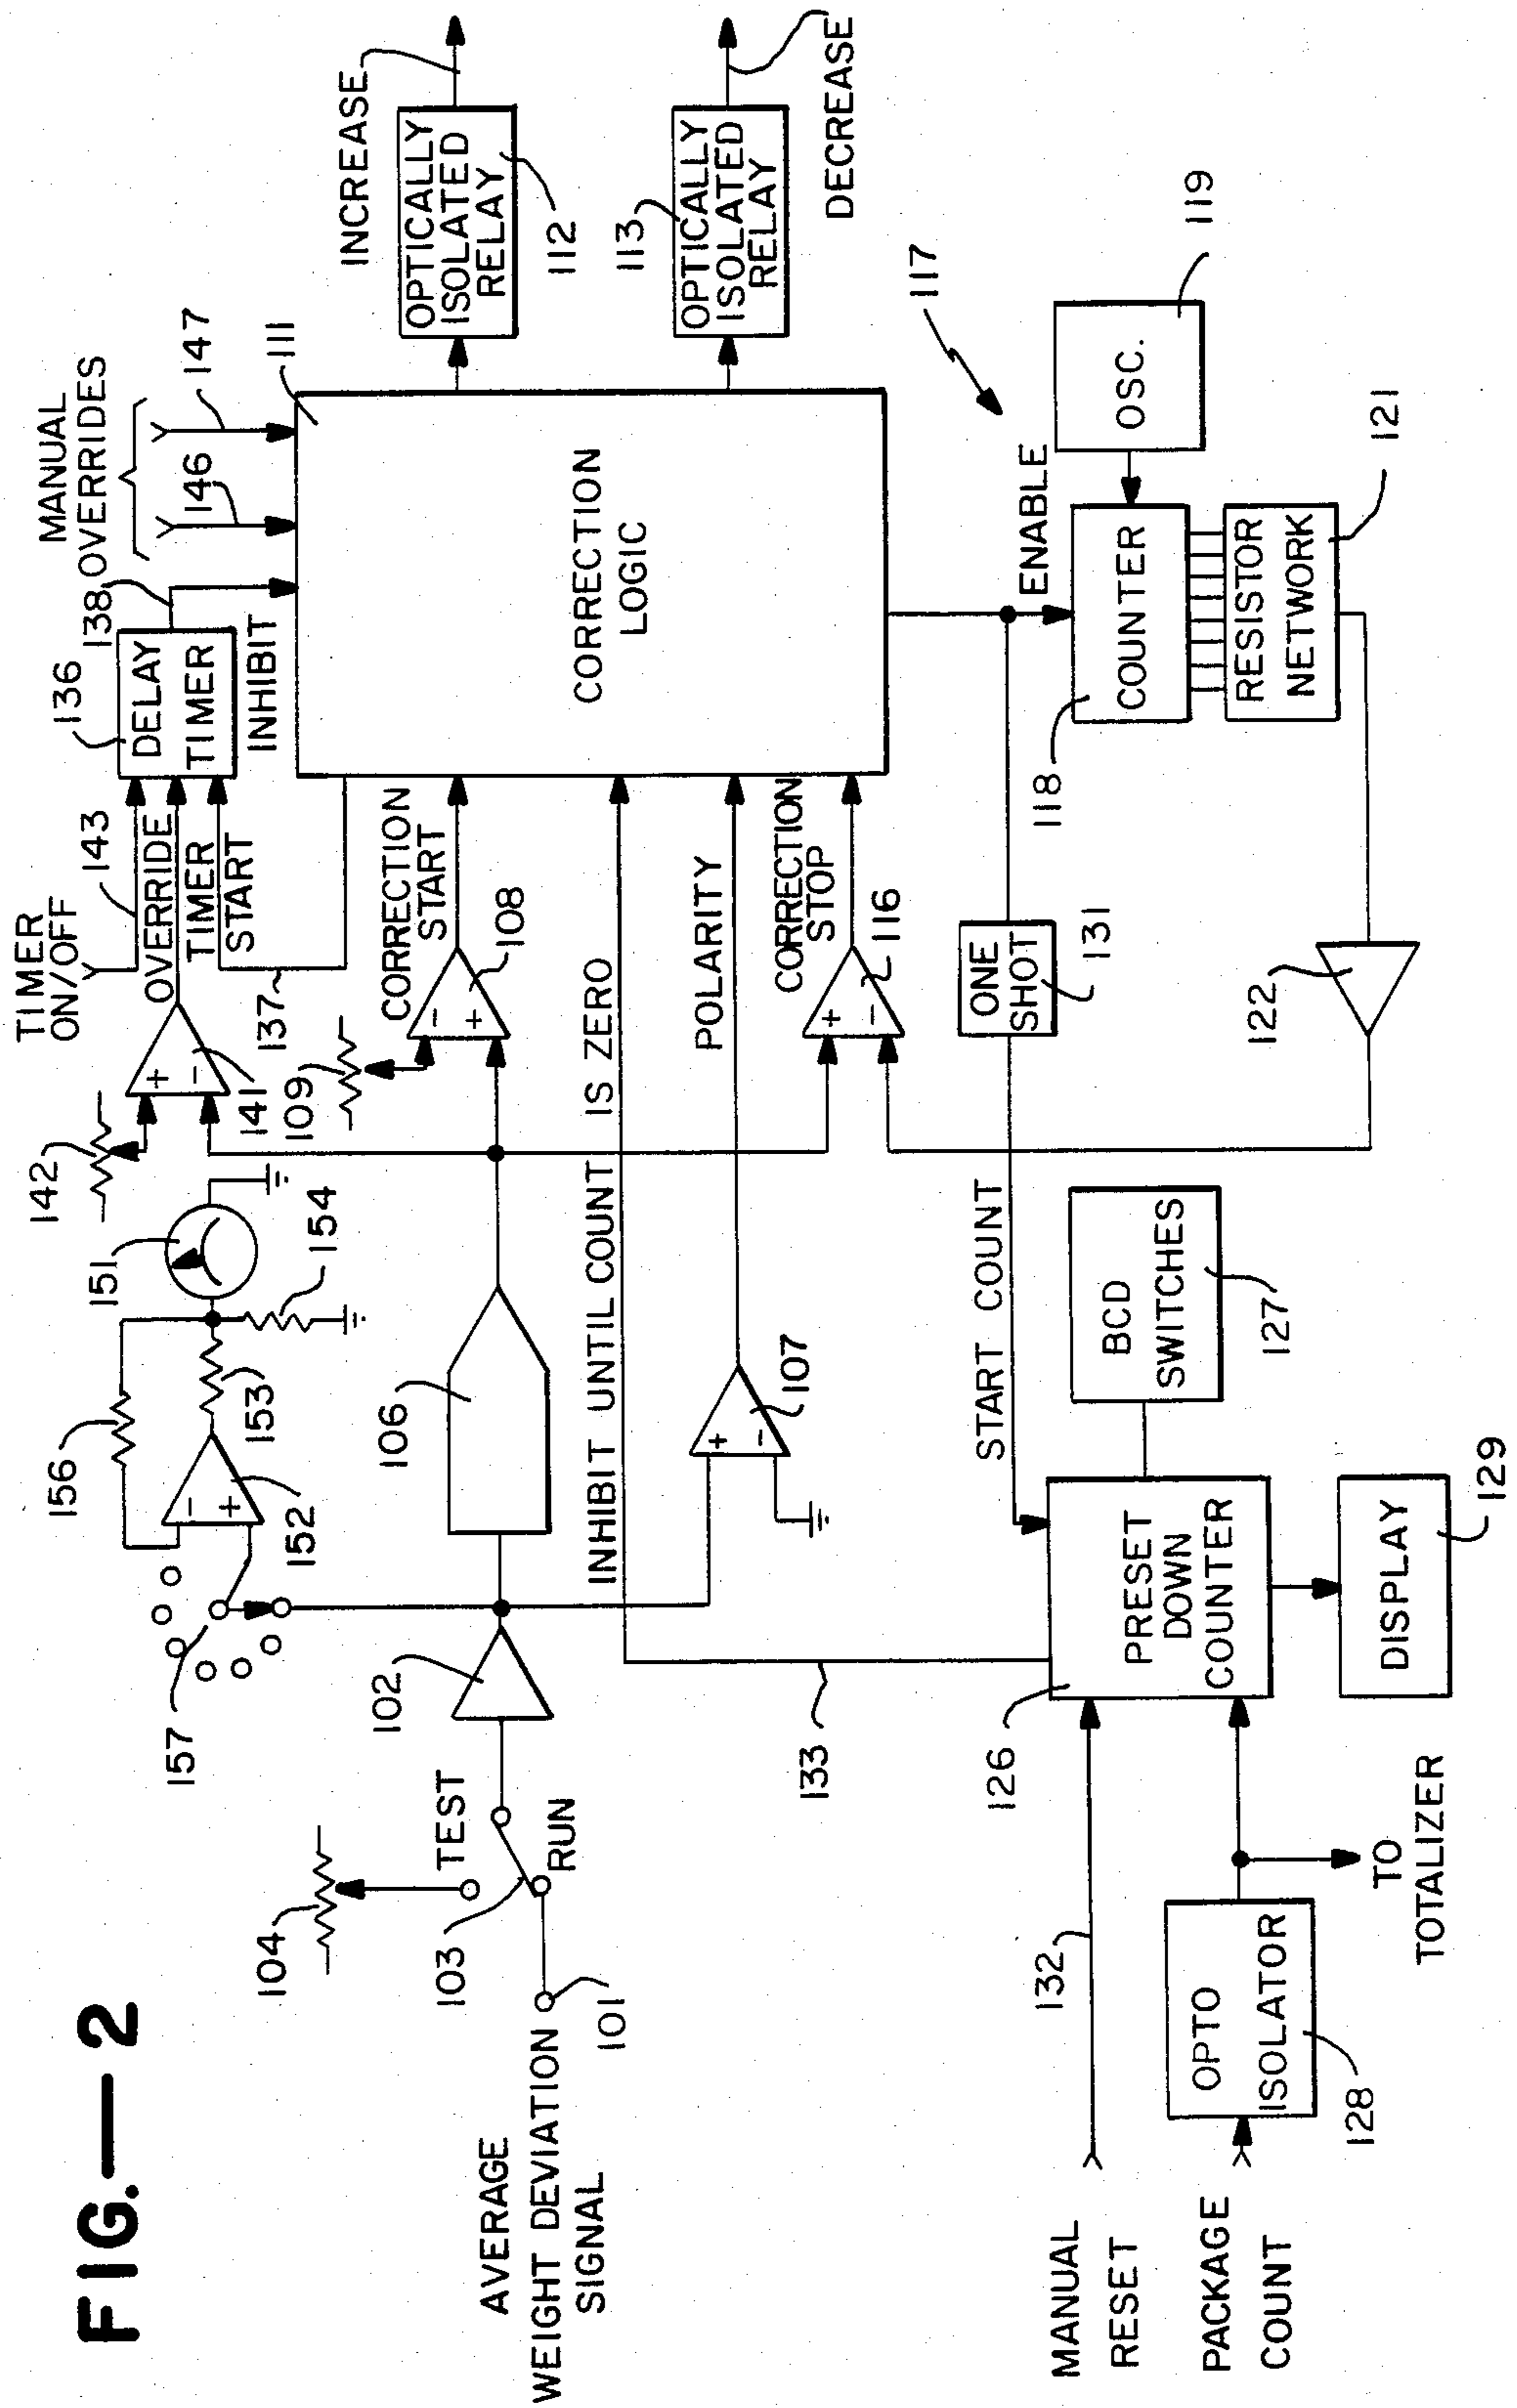 FIG.—2
TIMER
ON/OFF
143
OVERRIDE
TIMER
START
137
136
DELAY
TIMER
138
INHIBIT
MANUAL
OVERRIDES
146
147
111
INCREASE
OPTICALLY
ISOLATED
RELAY
112
113
OPTICALLY
ISOLATED
RELAY
DECREASE
142
+
−
141
151
154
156
153
−
+
152
157
109
CORRECTION
START
−
+
108
CORRECTION
LOGIC
106
INHIBIT UNTIL COUNT IS ZERO
POLARITY
+
−
107
CORRECTION
STOP
+
−
116
104
TEST
103
RUN
102
AVERAGE
WEIGHT DEVIATION
SIGNAL
101
133
117
ENABLE
OSC.
119
COUNTER
118
RESISTOR
NETWORK
121
122
ONE
SHOT
131
START COUNT
BCD
SWITCHES
127
PRESET
DOWN
COUNTER
126
DISPLAY
129
MANUAL
RESET
132
PACKAGE
COUNT
OPTO
ISOLATOR
128
TO
TOTALIZER